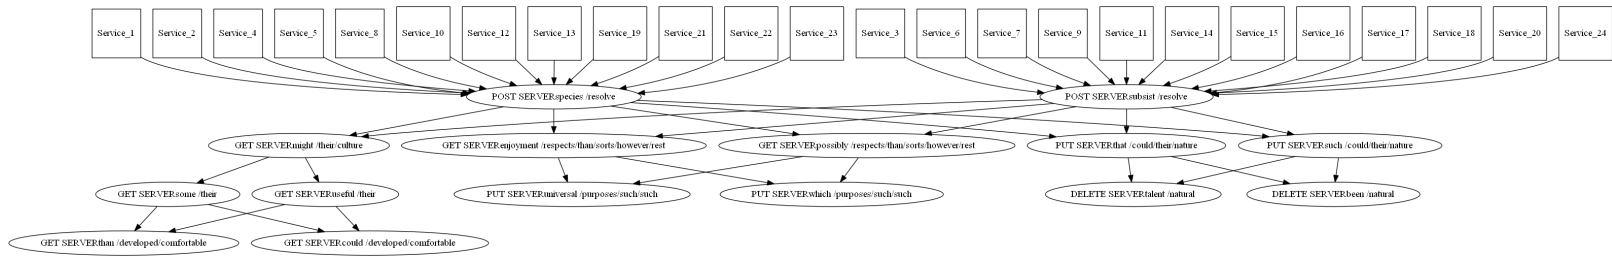 Service_1
Service_2
Service_4
Service_5
Service_8
Service_10
Service_12
Service_13
Service_19
Service_21
Service_22
Service_23
Service_3
Service_6
Service_7
Service_9
Service_11
Service_14
Service_15
Service_16
Service_17
Service_18
Service_20
Service_24
POST SERVERspecies /resolve
POST SERVERsubsist /resolve
GET SERVERmight /their/culture
GET SERVERenjoyment /respects/than/sorts/however/rest
GET SERVERpossibly /respects/than/sorts/however/rest
PUT SERVERthat /could/their/nature
PUT SERVERsuch /could/their/nature
GET SERVERsome /their
GET SERVERuseful /their
PUT SERVERuniversal /purposes/such/such
PUT SERVERwhich /purposes/such/such
DELETE SERVERtalent /natural
DELETE SERVERbeen /natural
GET SERVERthan /developed/comfortable
GET SERVERcould /developed/comfortable